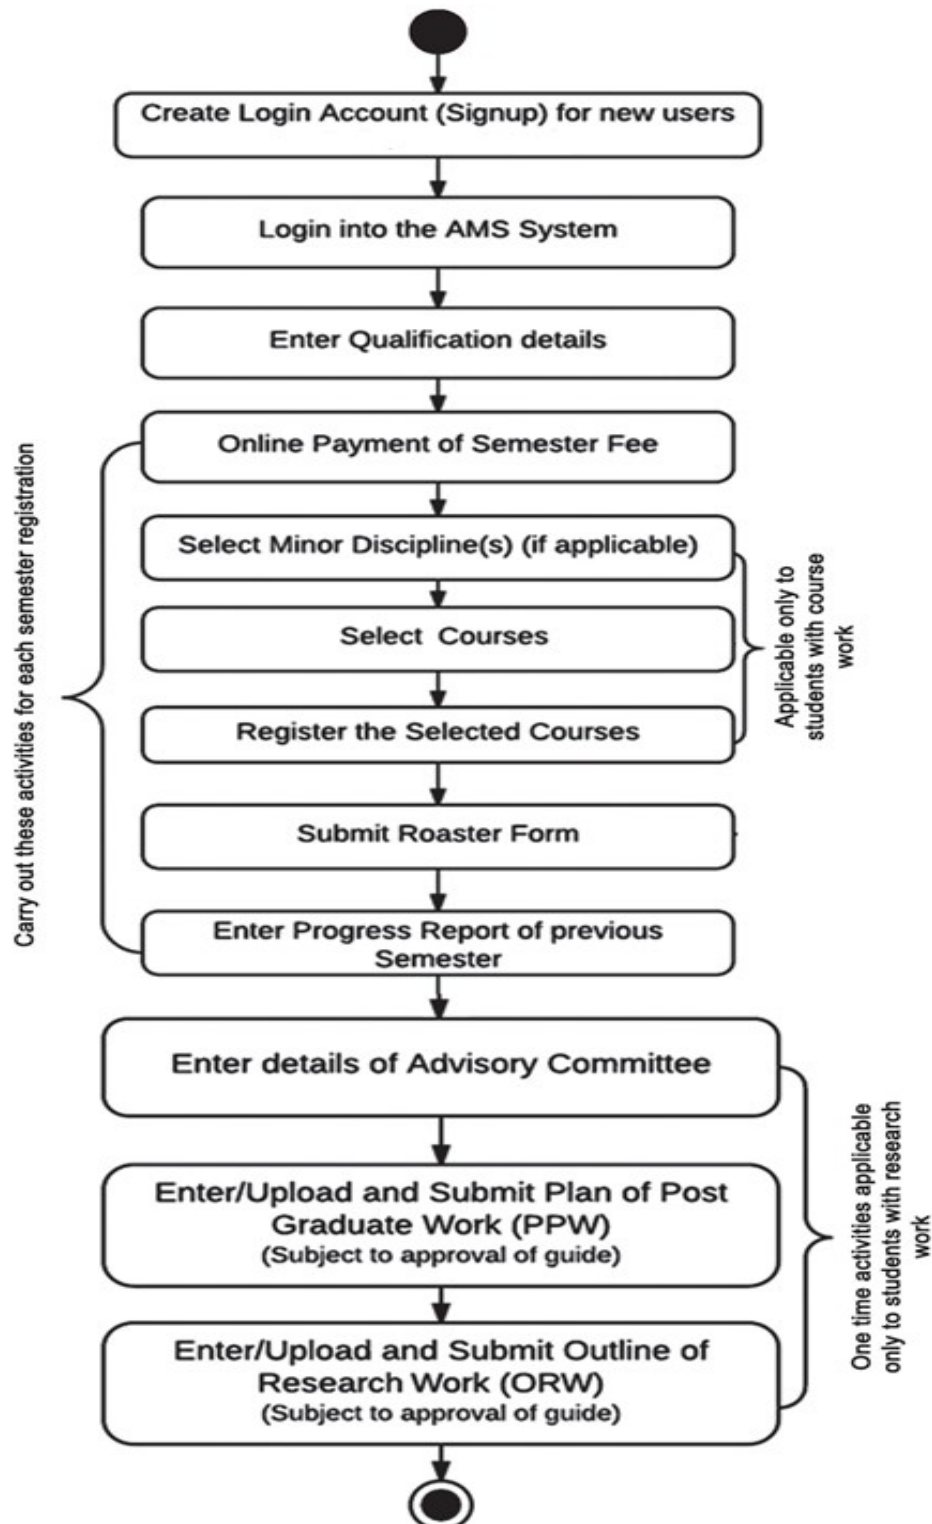 Create Login Account (Signup) for new users
Login into the AMS System
Enter Qualification details
Online Payment of Semester Fee
Select Minor Discipline(s) (if applicable)
Select Courses
Register the Selected Courses
Submit Roaster Form
Enter Progress Report of previous
Semester
Carry out these activities for each semester registration
Applicable only to
students with course
work
Enter details of Advisory Committee
Enter/Upload and Submit Plan of Post
Graduate Work (PPW)
(Subject to approval of guide)
Enter/Upload and Submit Outline of
Research Work (ORW)
(Subject to approval of guide)
One time activities applicable
only to students with research
work